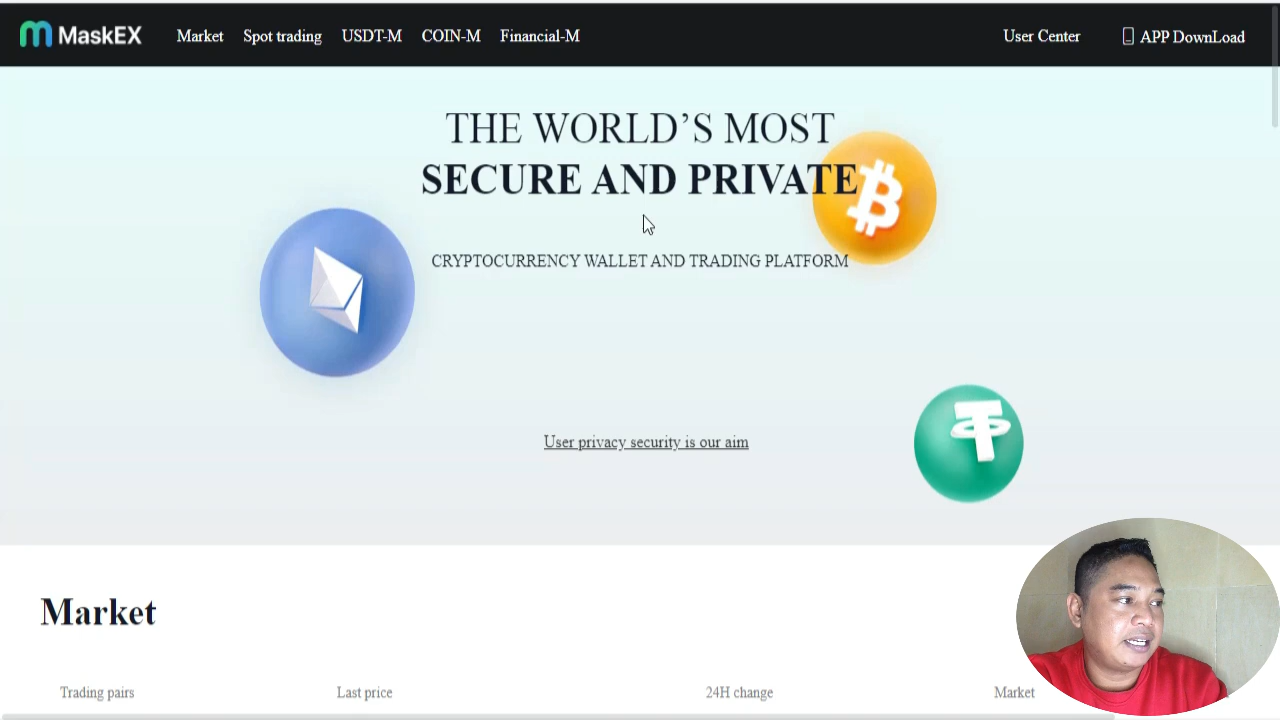 MaskEX
Market
Spot trading
USDT-M
COIN-M
Financial-M
User Center
APP DownLoad
THE WORLD’S MOST
SECURE AND PRIVATE
CRYPTOCURRENCY WALLET AND TRADING PLATFORM
User privacy security is our aim
Market
Trading pairs
Last price
24H change
Market